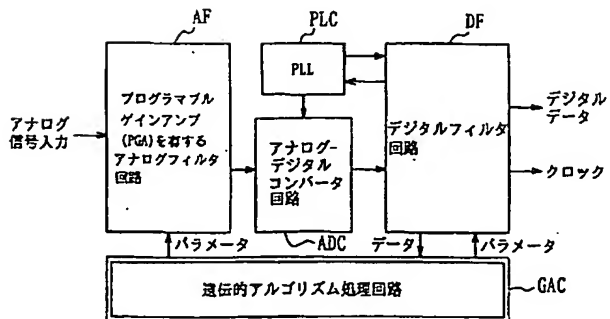 AF
PLC
DF
PLL
プログラマブル
ゲインアンプ
(PGA)を有する
アナログフィルタ
回路
アナログ
信号入力
アナログ-
デジタル
コンバータ
回路
デジタルフィルタ
回路
デジタル
データ
クロック
パラメータ
ADC
データ
パラメータ
遺伝的アルゴリズム処理回路
GAC